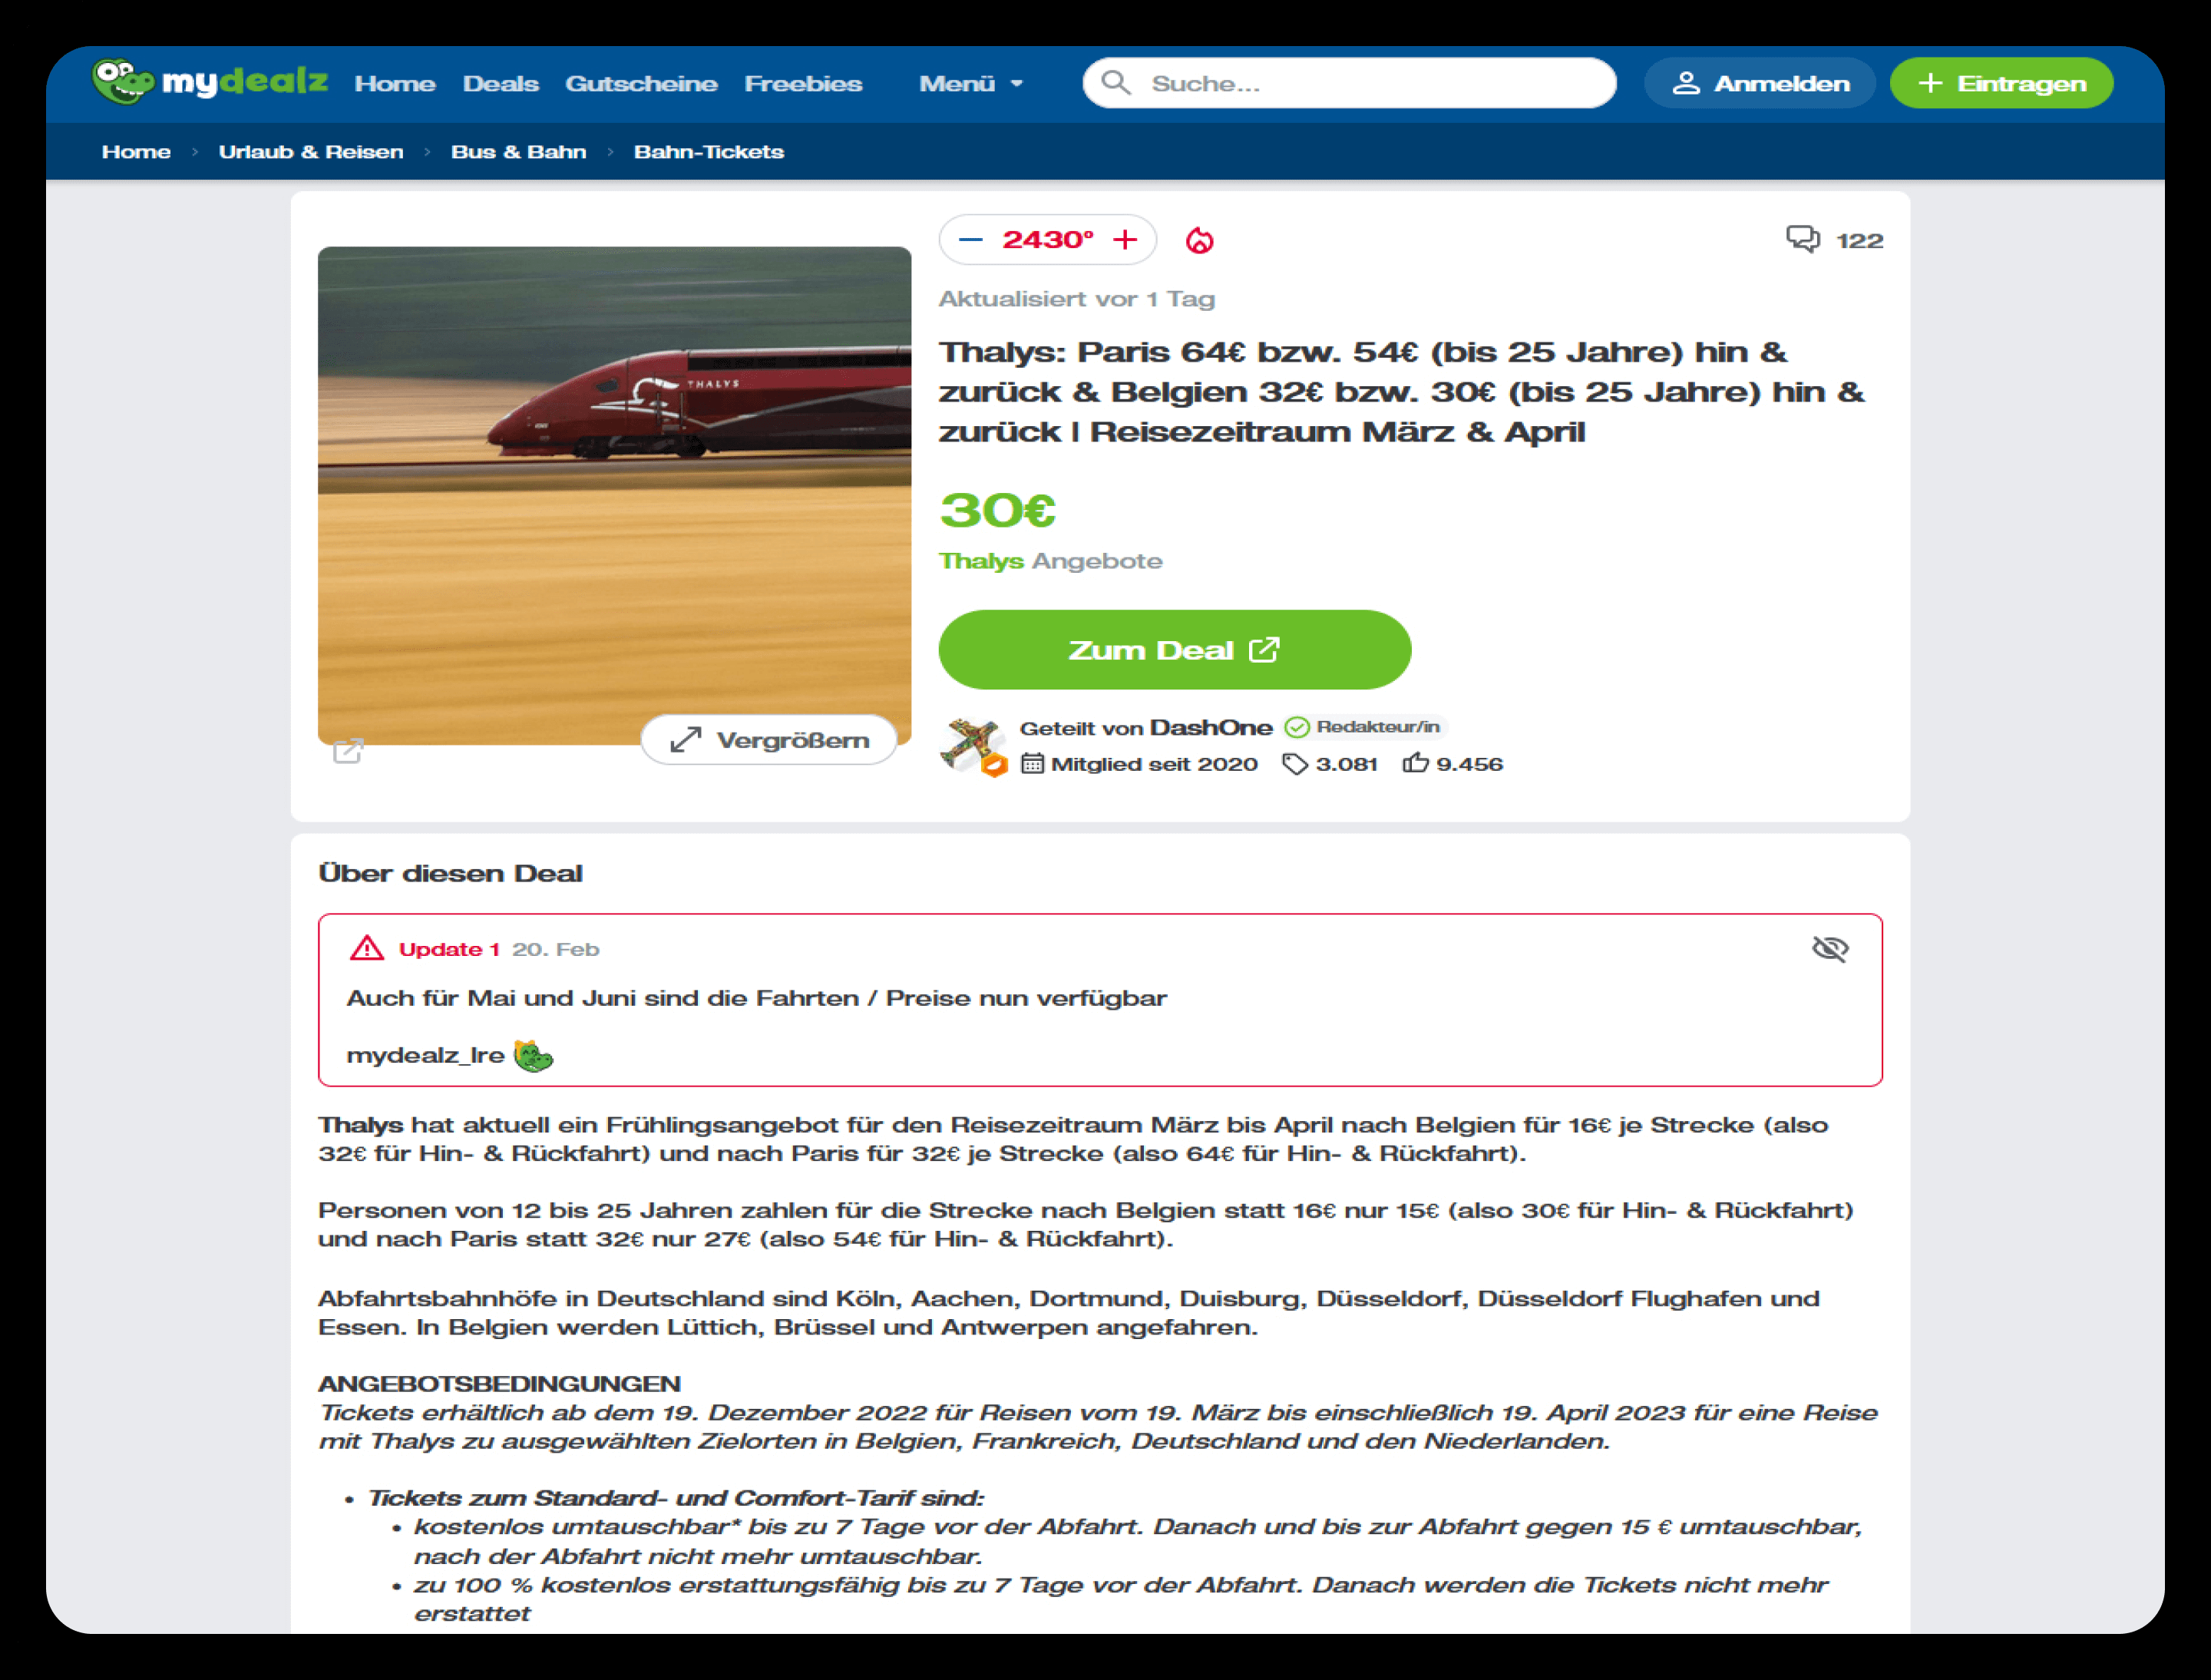 mydealz Home Deals Gutscheine Freebies Menü Suche... Anmelden + Eintragen
Home › Urlaub & Reisen › Bus & Bahn › Bahn-Tickets
− 2430° + 122
Aktualisiert vor 1 Tag
THALYS
Thalys: Paris 64€ bzw. 54€ (bis 25 Jahre) hin &
zurück & Belgien 32€ bzw. 30€ (bis 25 Jahre) hin &
zurück | Reisezeitraum März & April
30€
Thalys Angebote
Zum Deal
Vergrößern
Geteilt von DashOne Redakteur/in
Mitglied seit 2020 3.081 9.456
Über diesen Deal
Update 1 20. Feb
Auch für Mai und Juni sind die Fahrten / Preise nun verfügbar
mydealz_Ire
Thalys hat aktuell ein Frühlingsangebot für den Reisezeitraum März bis April nach Belgien für 16€ je Strecke (also
32€ für Hin- & Rückfahrt) und nach Paris für 32€ je Strecke (also 64€ für Hin- & Rückfahrt).
Personen von 12 bis 25 Jahren zahlen für die Strecke nach Belgien statt 16€ nur 15€ (also 30€ für Hin- & Rückfahrt)
und nach Paris statt 32€ nur 27€ (also 54€ für Hin- & Rückfahrt).
Abfahrtsbahnhöfe in Deutschland sind Köln, Aachen, Dortmund, Duisburg, Düsseldorf, Düsseldorf Flughafen und
Essen. In Belgien werden Lüttich, Brüssel und Antwerpen angefahren.
ANGEBOTSBEDINGUNGEN
Tickets erhältlich ab dem 19. Dezember 2022 für Reisen vom 19. März bis einschließlich 19. April 2023 für eine Reise
mit Thalys zu ausgewählten Zielorten in Belgien, Frankreich, Deutschland und den Niederlanden.
• Tickets zum Standard- und Comfort-Tarif sind:
• kostenlos umtauschbar* bis zu 7 Tage vor der Abfahrt. Danach und bis zur Abfahrt gegen 15 € umtauschbar,
nach der Abfahrt nicht mehr umtauschbar.
• zu 100 % kostenlos erstattungsfähig bis zu 7 Tage vor der Abfahrt. Danach werden die Tickets nicht mehr
erstattet